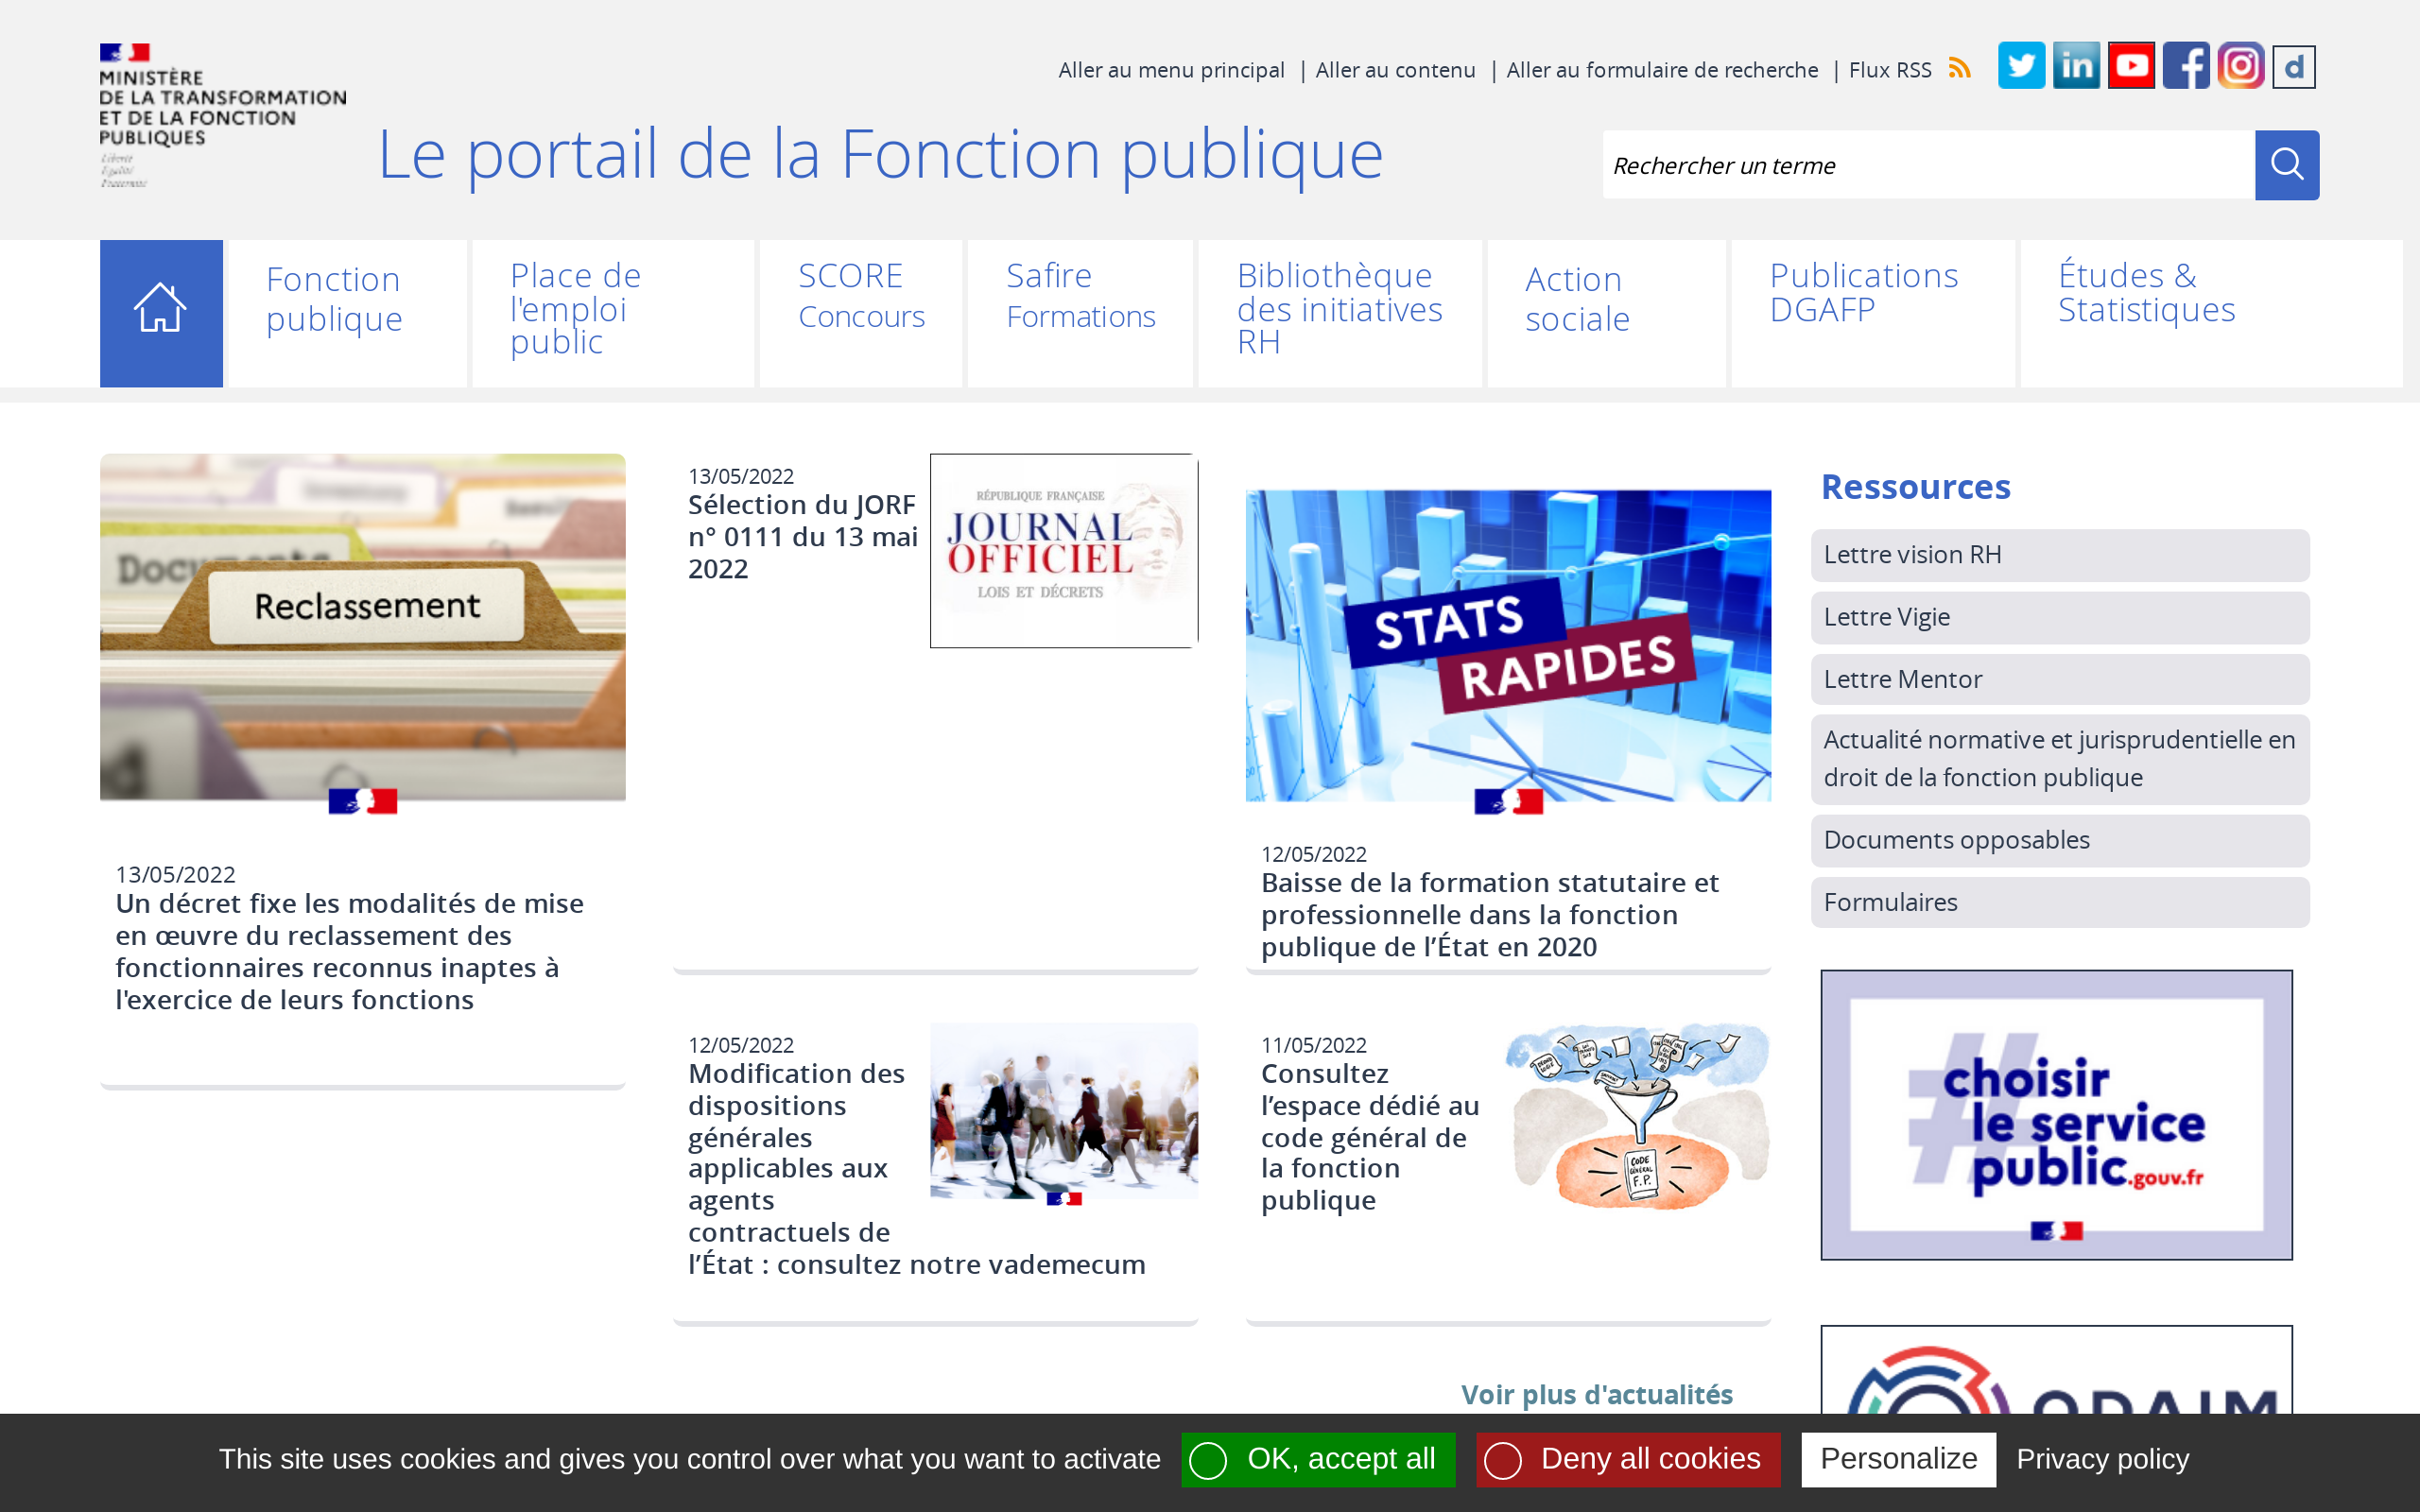 MINISTÈRE
DE LA TRANSFORMATION
ET DE LA FONCTION
PUBLIQUES
Liberté
Égalité
Fraternité
Aller au menu principal | Aller au contenu | Aller au formulaire de recherche | Flux RSS
Le portail de la Fonction publique
Rechercher un terme
Fonction
publique
Place de
l'emploi
public
SCORE
Concours
Safire
Formations
Bibliothèque
des initiatives
RH
Action
sociale
Publications
DGAFP
Études &
Statistiques
Reclassement
13/05/2022
Un décret fixe les modalités de mise
en œuvre du reclassement des
fonctionnaires reconnus inaptes à
l'exercice de leurs fonctions
13/05/2022
Sélection du JORF
n° 0111 du 13 mai
2022
RÉPUBLIQUE FRANÇAISE
JOURNAL
OFFICIEL
LOIS ET DÉCRETS
STATS
RAPIDES
12/05/2022
Baisse de la formation statutaire et
professionnelle dans la fonction
publique de l’État en 2020
12/05/2022
Modification des
dispositions
générales
applicables aux
agents
contractuels de
l’État : consultez notre vademecum
11/05/2022
Consultez
l’espace dédié au
code général de
la fonction
publique
CODE
GÉNÉRAL
F.P.
Voir plus d'actualités
Ressources
Lettre vision RH
Lettre Vigie
Lettre Mentor
Actualité normative et jurisprudentielle en
droit de la fonction publique
Documents opposables
Formulaires
#
choisir
le service
public.gouv.fr
This site uses cookies and gives you control over what you want to activate
OK, accept all
Deny all cookies
Personalize
Privacy policy